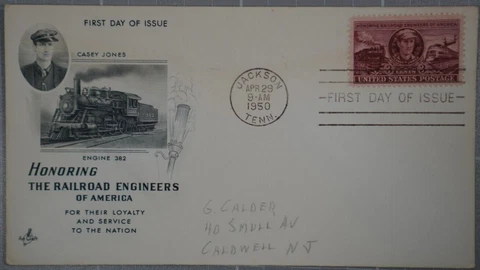 FIRST DAY OF ISSUE
CASEY JONES
ENGINE 382
HONORING
THE RAILROAD ENGINEERS
OF AMERICA
FOR THEIR LOYALTY
AND SERVICE
TO THE NATION
JACKSON
APR 29
9-AM
1950
TENN.
UNITED STATES POSTAGE
FIRST DAY OF ISSUE
G CALDER
40 SMULL AV
CALDWELL N J